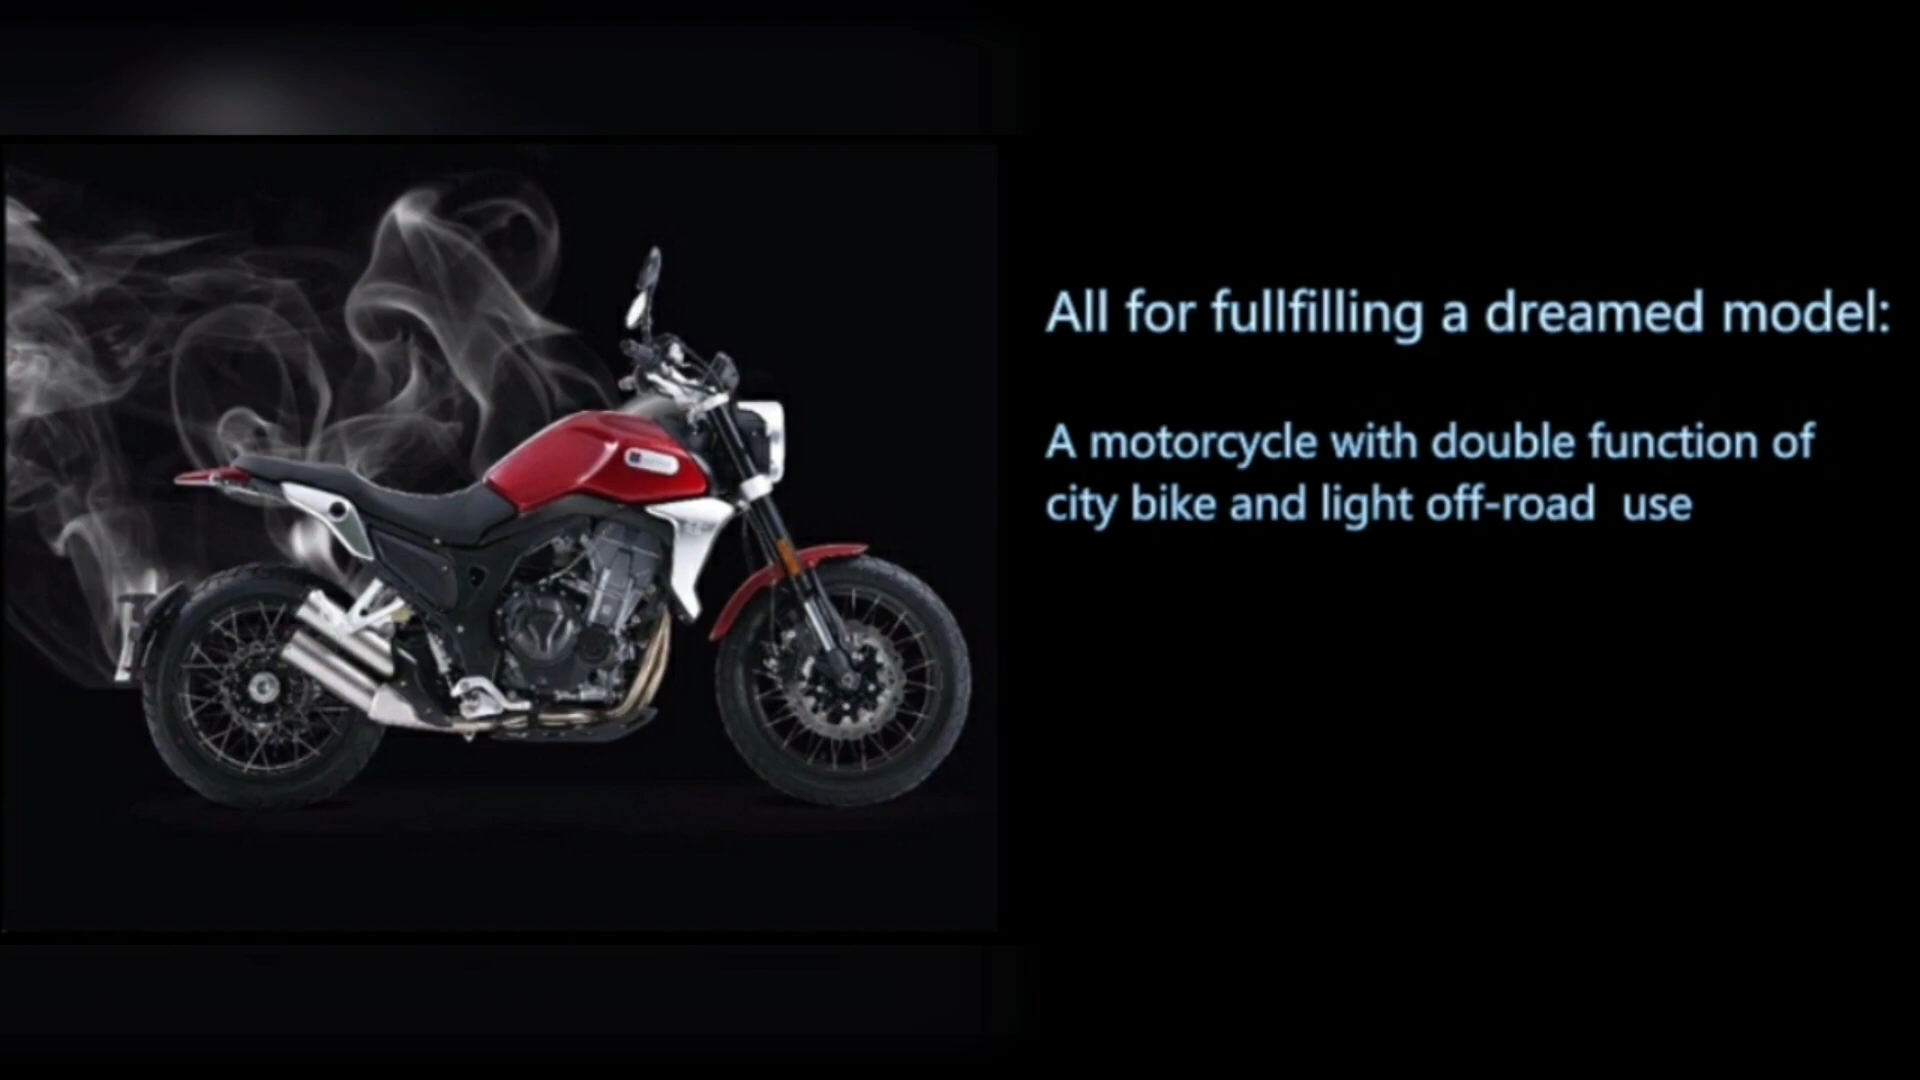 All for fullfilling a dreamed model:
A motorcycle with double function of
city bike and light off-road use